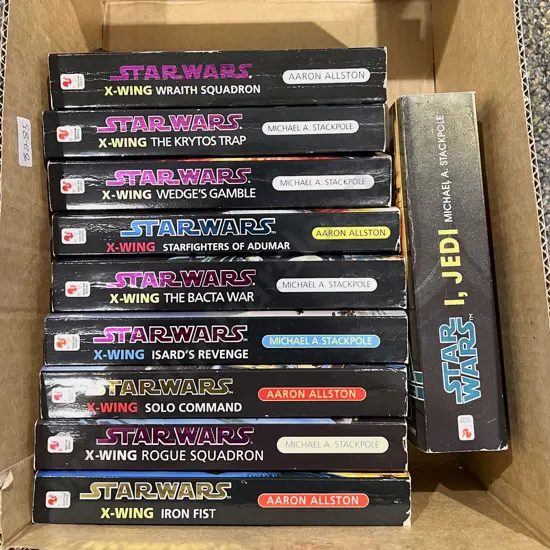 STAR WARS
X-WING WRAITH SQUADRON
AARON ALLSTON
STAR WARS
X-WING THE KRYTOS TRAP
MICHAEL A. STACKPOLE
STAR WARS
X-WING WEDGE'S GAMBLE
MICHAEL A. STACKPOLE
STAR WARS
X-WING STARFIGHTERS OF ADUMAR
AARON ALLSTON
STAR WARS
X-WING THE BACTA WAR
MICHAEL A. STACKPOLE
STAR WARS
X-WING ISARD'S REVENGE
MICHAEL A. STACKPOLE
STAR WARS
X-WING SOLO COMMAND
AARON ALLSTON
STAR WARS
X-WING ROGUE SQUADRON
MICHAEL A. STACKPOLE
STAR WARS
X-WING IRON FIST
AARON ALLSTON
STAR WARS
I, JEDI
MICHAEL A. STACKPOLE